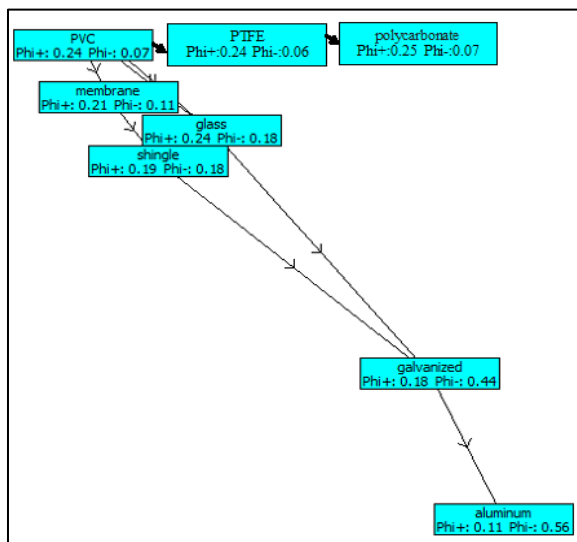 PVC
Phi+: 0.24 Phi-: 0.07
PTFE
Phi+:0.24 Phi-:0.06
polycarbonate
Phi+:0.25 Phi-:0.07
membrane
Phi+: 0.21 Phi-: 0.11
glass
Phi+: 0.24 Phi-: 0.18
shingle
Phi+: 0.19 Phi-: 0.18
galvanized
Phi+: 0.18 Phi-: 0.44
aluminum
Phi+: 0.11 Phi-: 0.56